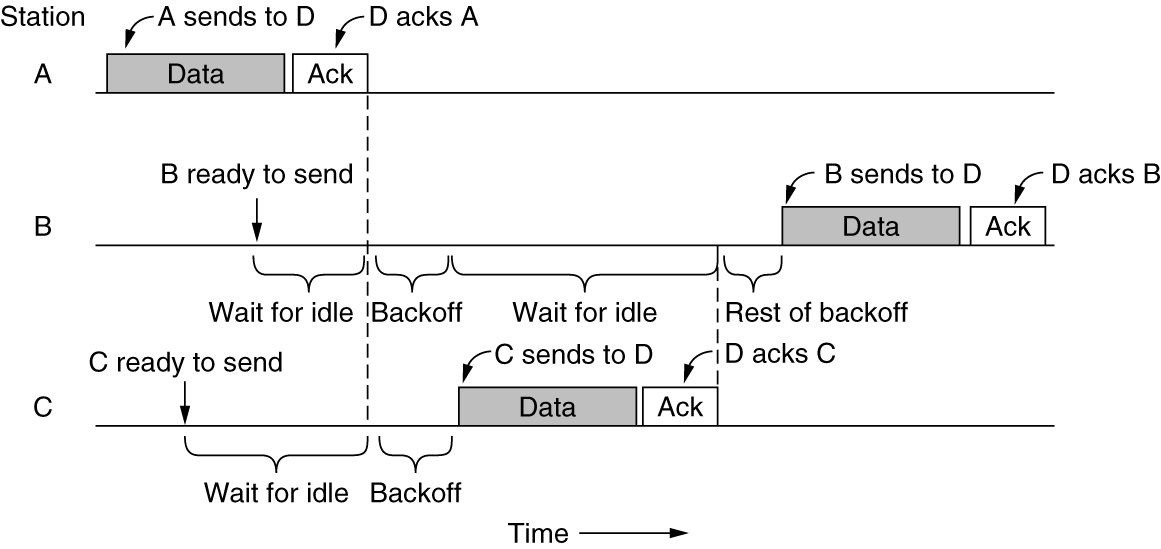 Station
A sends to D
D acks A
A
Data
Ack
B ready to send
B sends to D
D acks B
B
Data
Ack
Wait for idle
Backoff
Wait for idle
Rest of backoff
C ready to send
C sends to D
D acks C
C
Data
Ack
Wait for idle
Backoff
Time